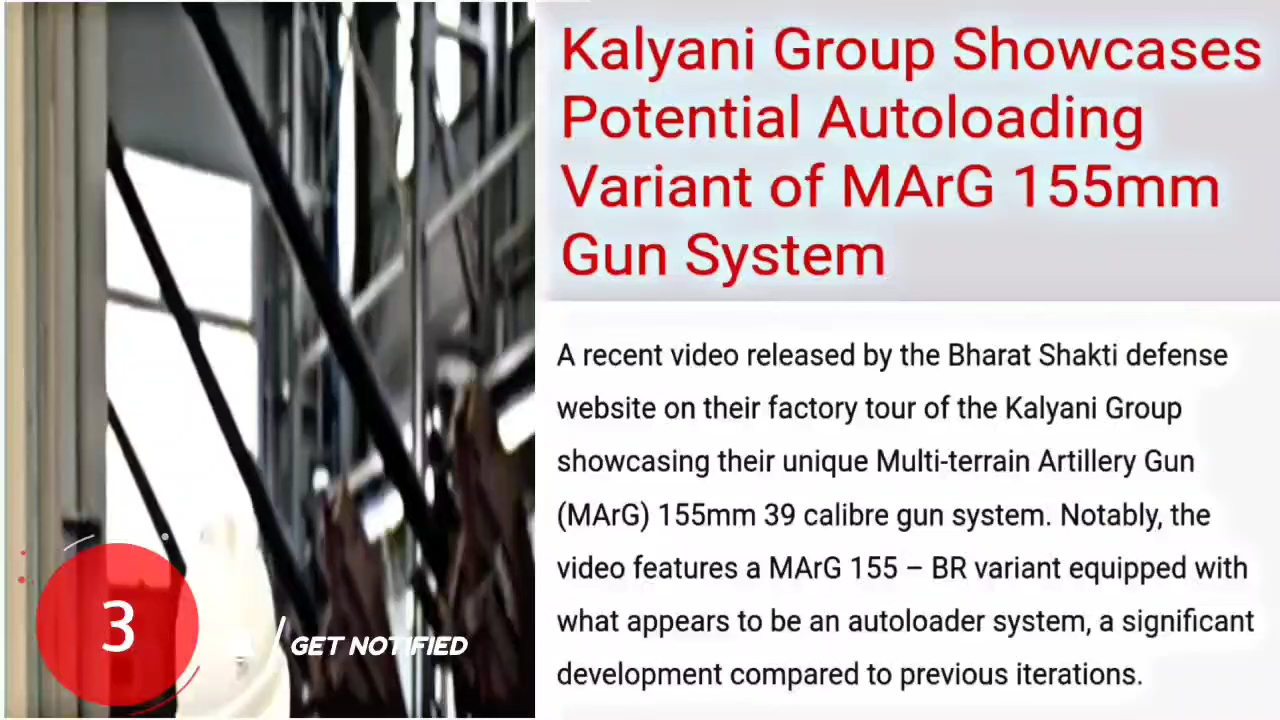 Kalyani Group Showcases
Potential Autoloading
Variant of MArG 155mm
Gun System
A recent video released by the Bharat Shakti defense
website on their factory tour of the Kalyani Group
showcasing their unique Multi-terrain Artillery Gun
(MArG) 155mm 39 calibre gun system. Notably, the
video features a MArG 155 – BR variant equipped with
what appears to be an autoloader system, a significant
development compared to previous iterations.
3
GET NOTIFIED